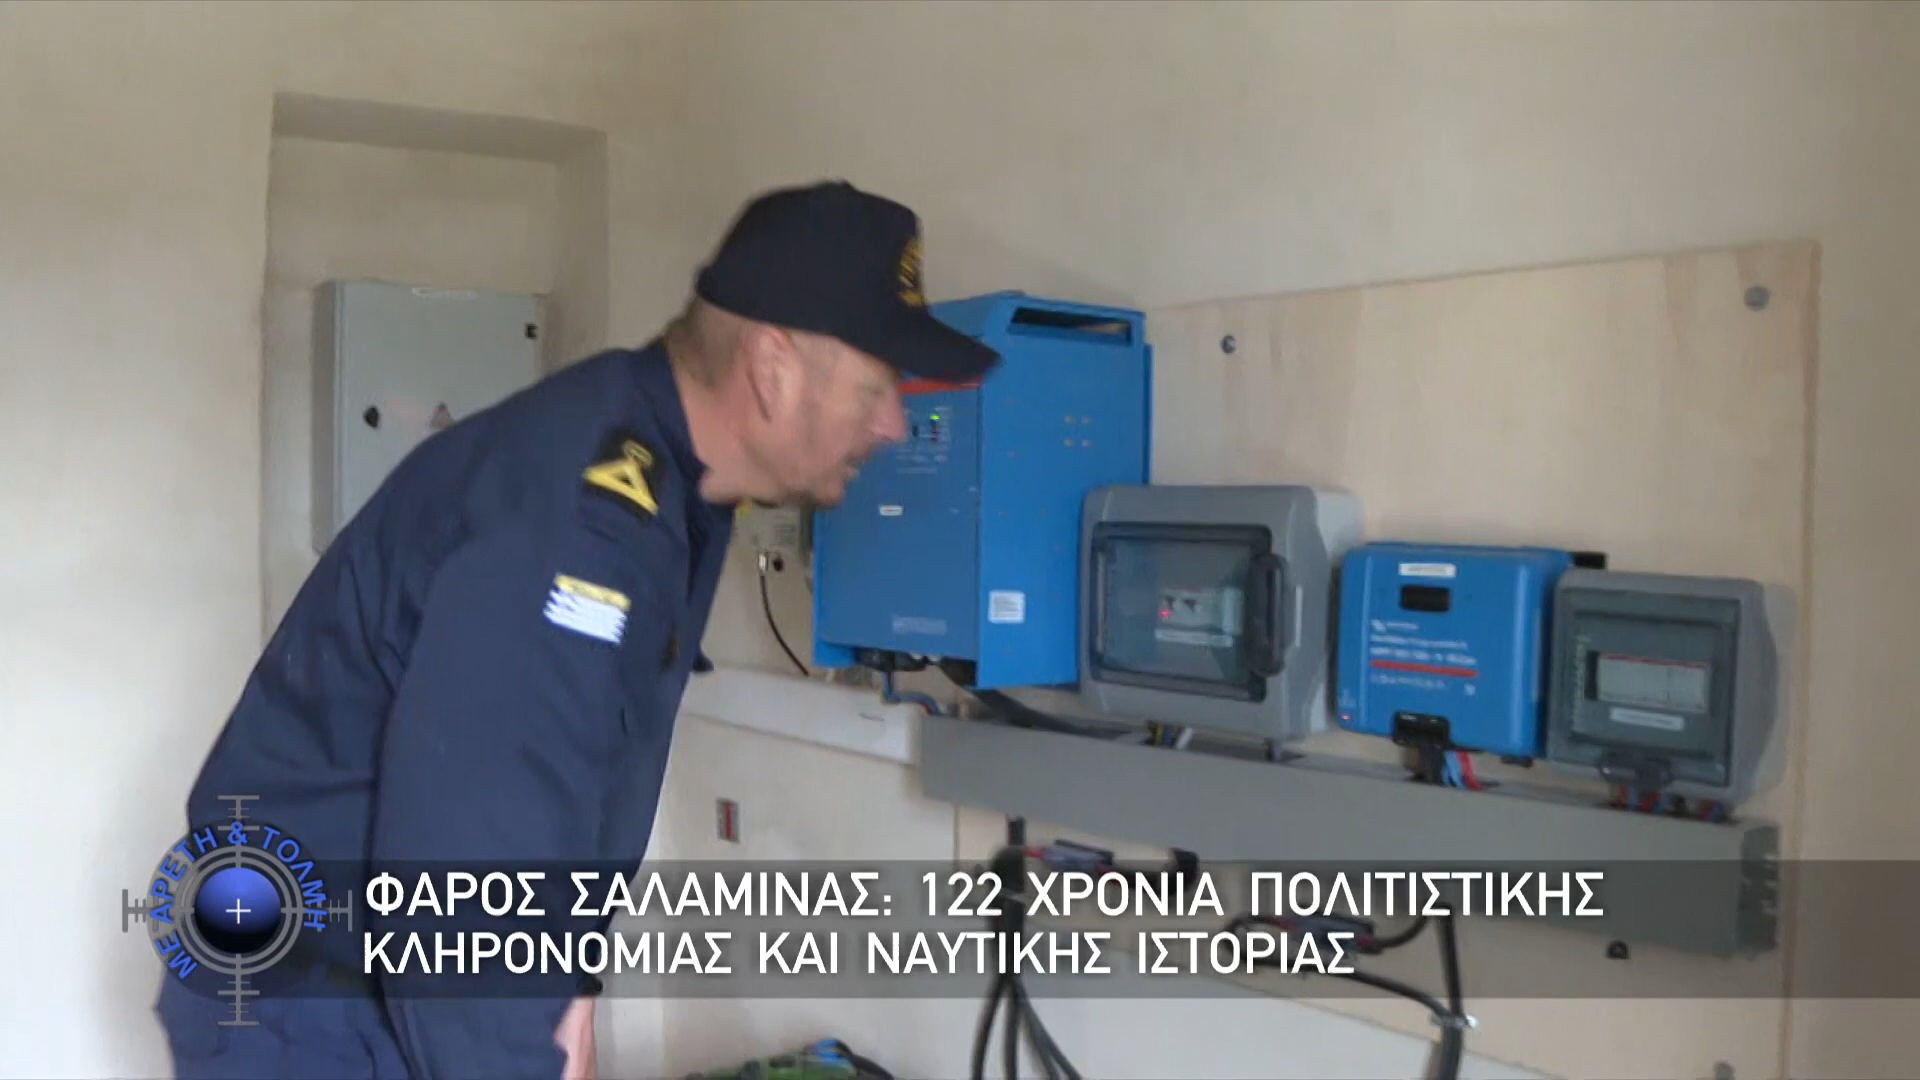 ΜΕ ΑΡΕΤΗ & ΤΟΛΜΗ
ΦΑΡΟΣ ΣΑΛΑΜΙΝΑΣ: 122 ΧΡΟΝΙΑ ΠΟΛΙΤΙΣΤΙΚΗΣ
ΚΛΗΡΟΝΟΜΙΑΣ ΚΑΙ ΝΑΥΤΙΚΗΣ ΙΣΤΟΡΙΑΣ